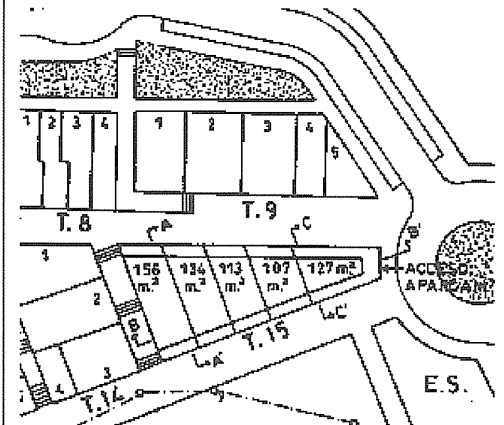 1 2 3 4
1 2 3 4 5
T. 8
T. 9
A
C
B'
1
156 m.² 134 m.² 113 m.² 107 m.² 127 m².
ACCESO
APARCAM?
2
B
A'
T. 15
C'
4 3
T. 14
E.S.